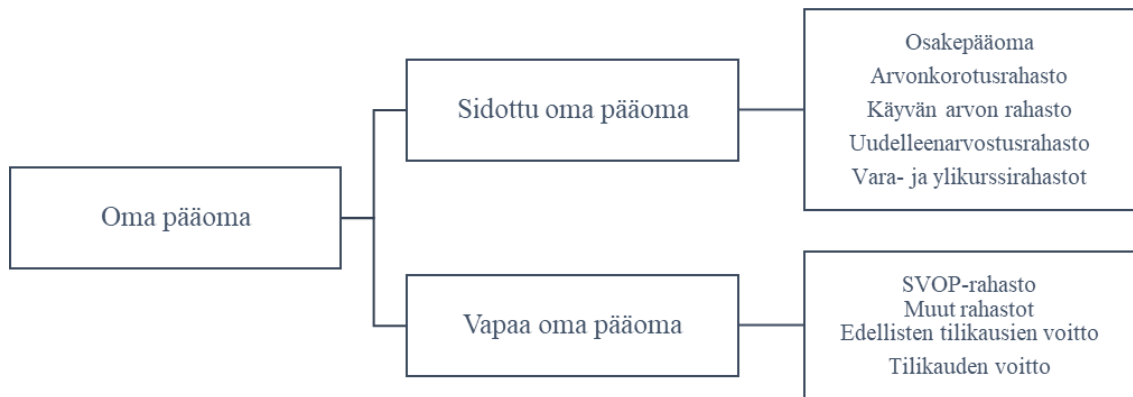 Oma pääoma
Sidottu oma pääoma
Osakepääoma
Arvonkorotusrahasto
Käyvän arvon rahasto
Uudelleenarvostusrahasto
Vara- ja ylikurssirahastot
Vapaa oma pääoma
SVOP-rahasto
Muut rahastot
Edellisten tilikausien voitto
Tilikauden voitto